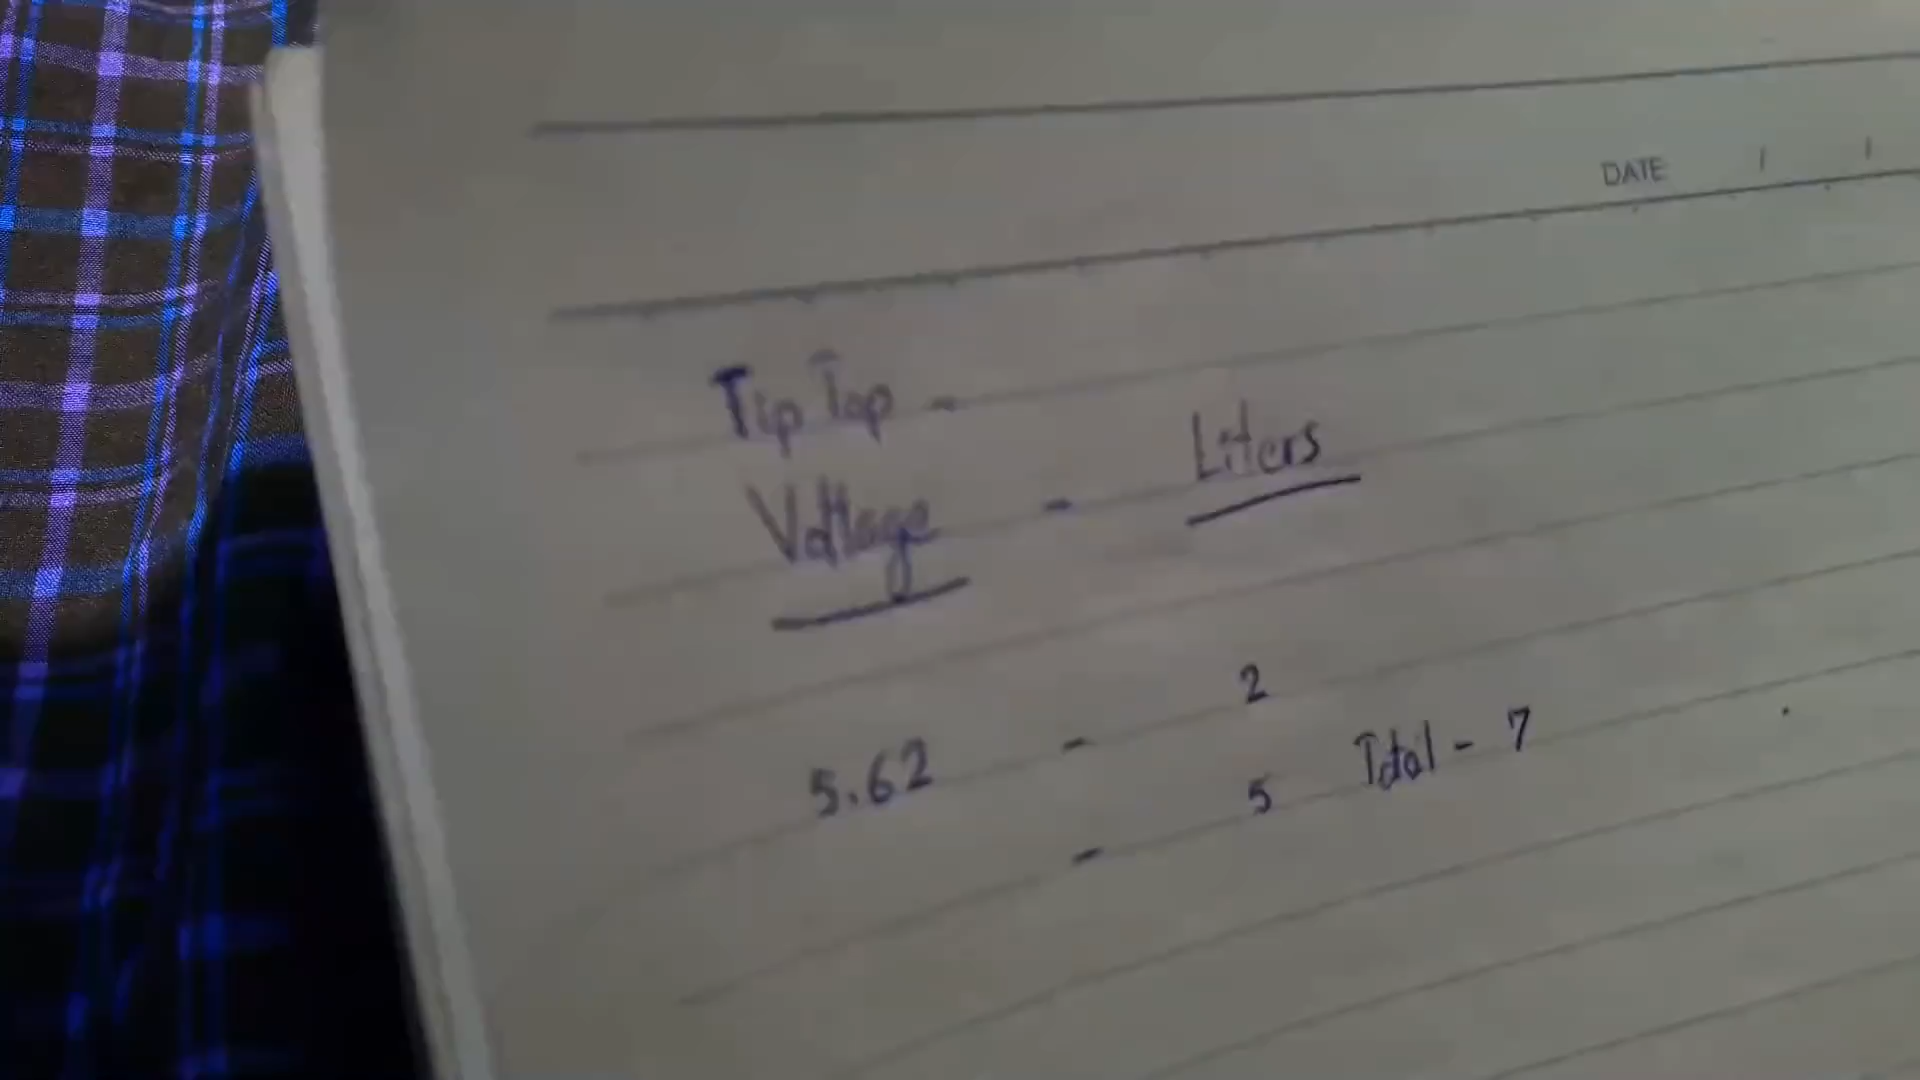 DATE / /
Tip Top -
Voltage - Liters
5.62 - 2
- 5 Total - 7